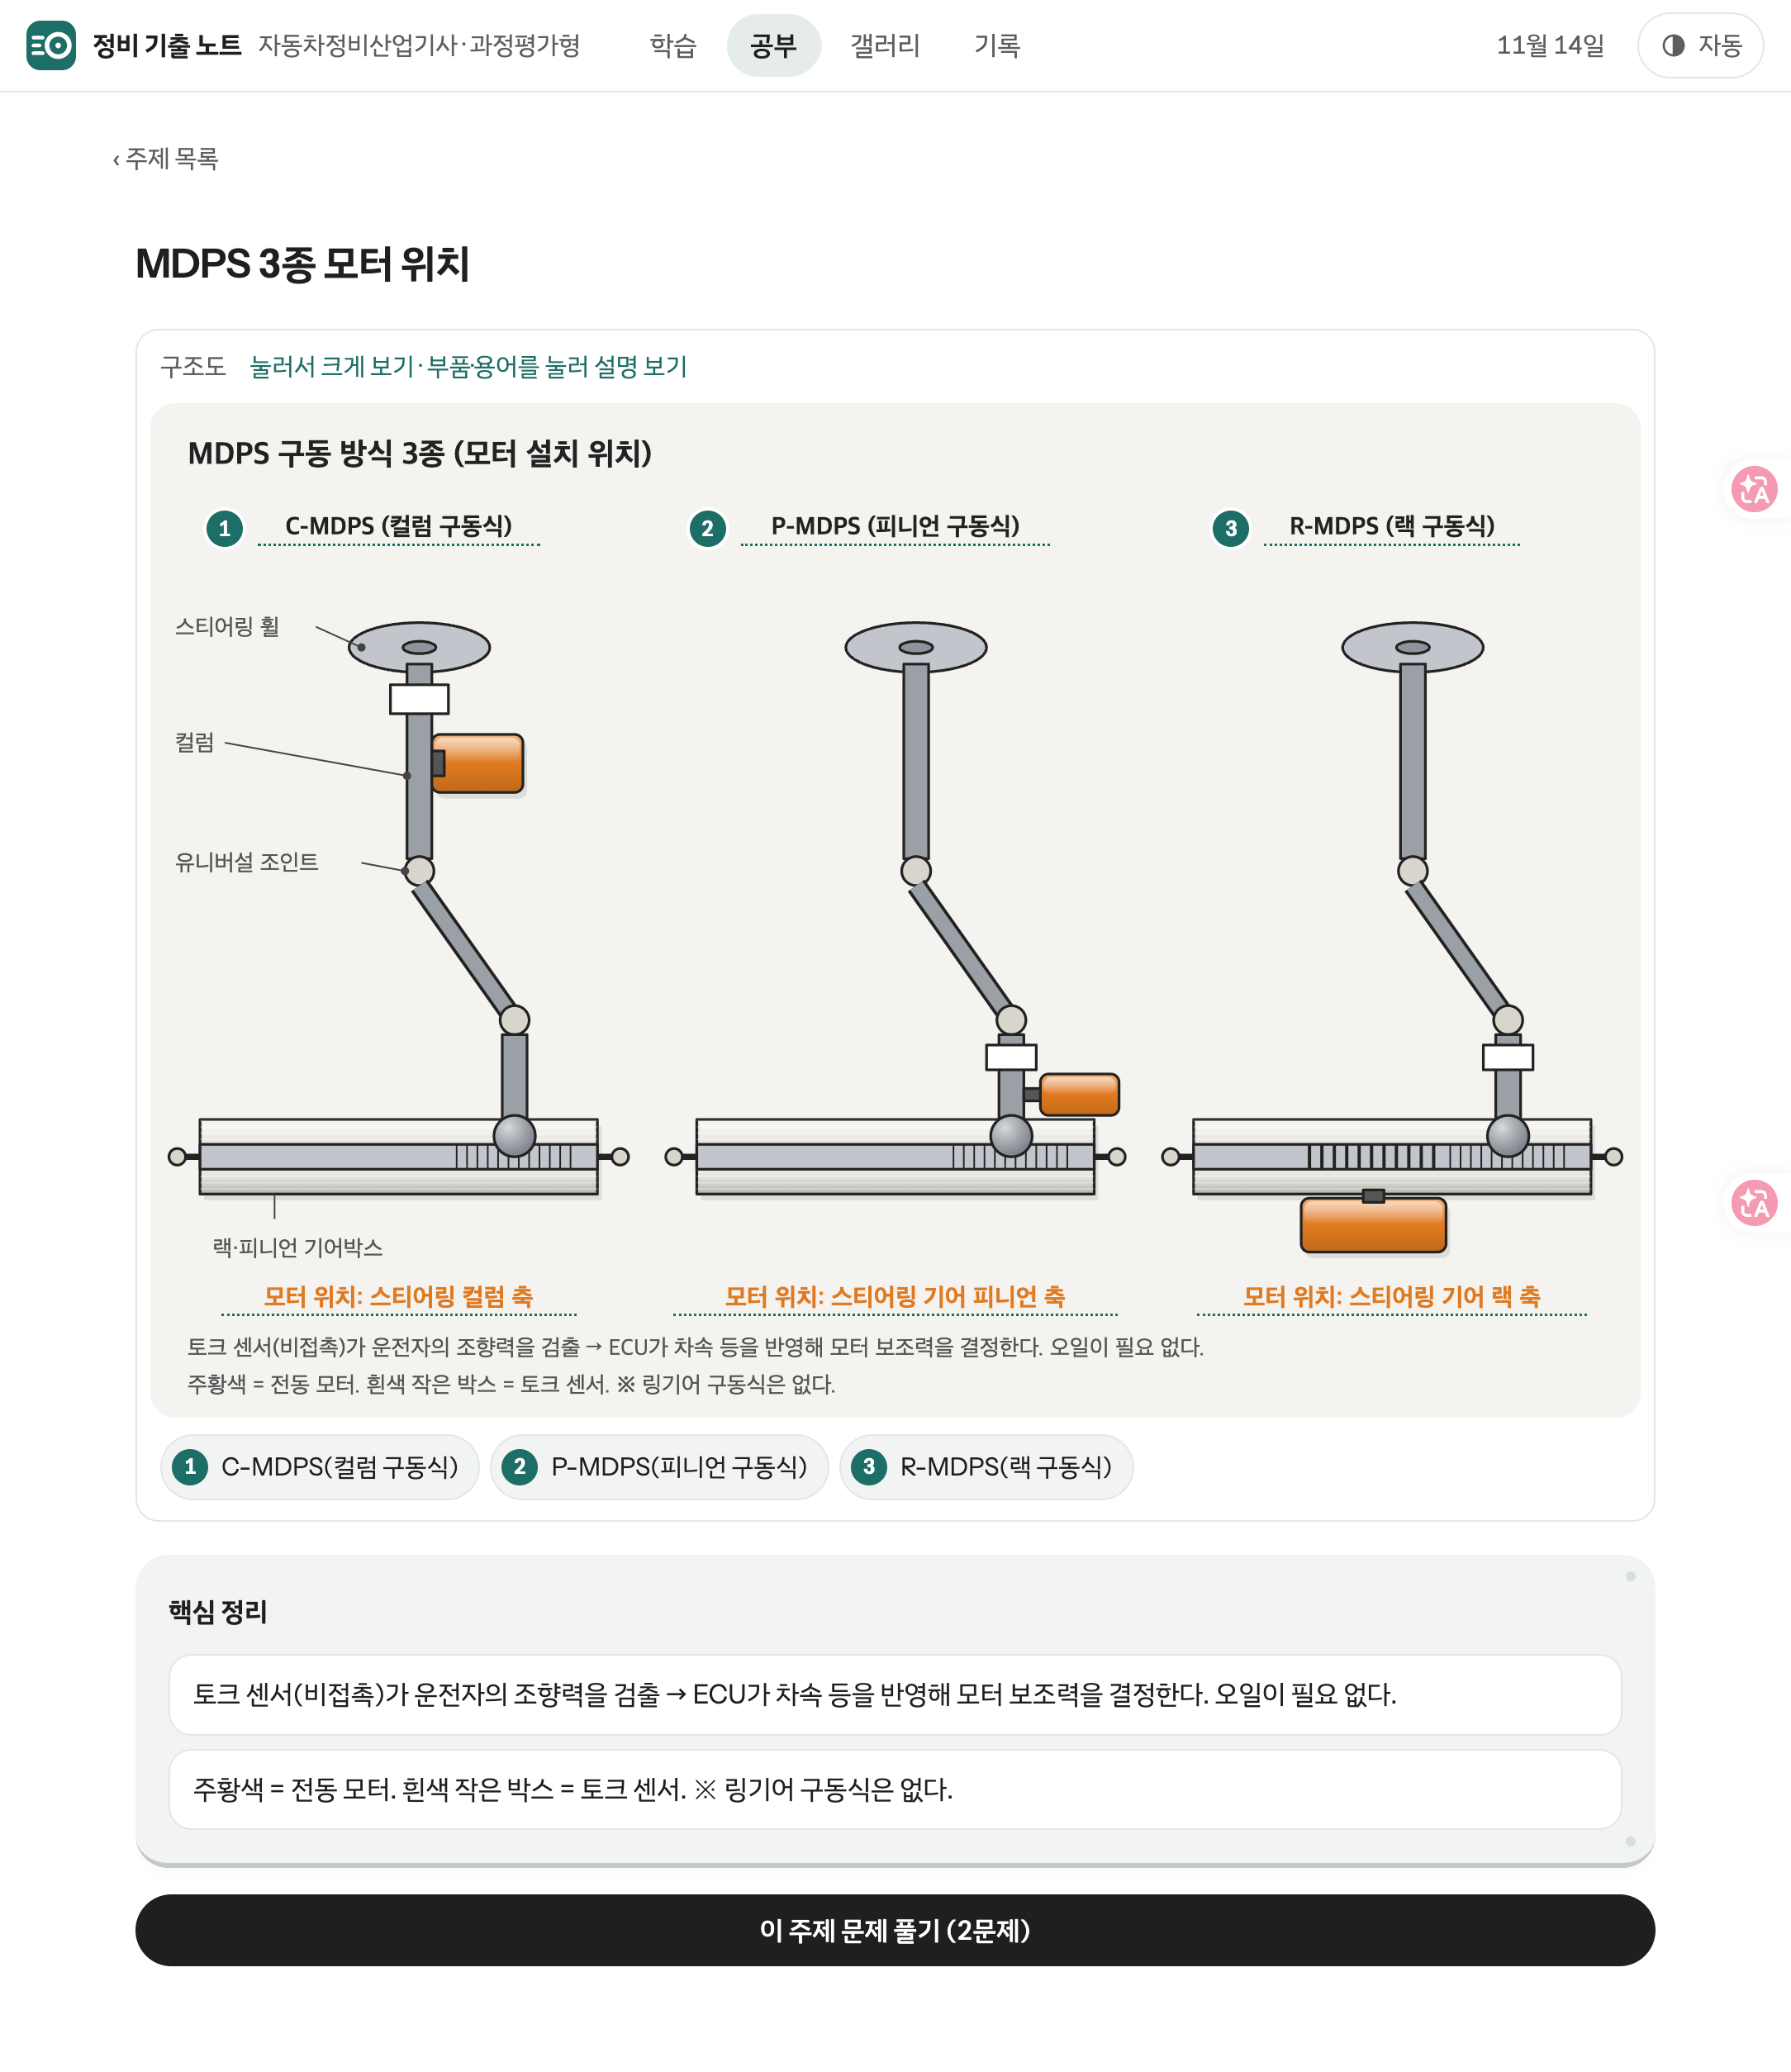 정비 기술 노트 자동차정비산업기사·과정평가형 학습 공부 갤러리 기록 11월 14일 자동
‹ 주제 목록
MDPS 3종 모터 위치
구조도 눌러서 크게 보기 · 부품·용어를 눌러 설명 보기
MDPS 구동 방식 3종 (모터 설치 위치)
1 C-MDPS (컬럼 구동식) 2 P-MDPS (피니언 구동식) 3 R-MDPS (랙 구동식)
스티어링 휠
컬럼
유니버설 조인트
랙·피니언 기어박스
모터 위치: 스티어링 컬럼 축 모터 위치: 스티어링 기어 피니언 축 모터 위치: 스티어링 기어 랙 축
토크 센서(비접촉)가 운전자의 조향력을 검출 → ECU가 차속 등을 반영해 모터 보조력을 결정한다. 오일이 필요 없다.
주황색 = 전동 모터. 흰색 작은 박스 = 토크 센서. ※ 링기어 구동식은 없다.
1 C-MDPS(컬럼 구동식) 2 P-MDPS(피니언 구동식) 3 R-MDPS(랙 구동식)
핵심 정리
토크 센서(비접촉)가 운전자의 조향력을 검출 → ECU가 차속 등을 반영해 모터 보조력을 결정한다. 오일이 필요 없다.
주황색 = 전동 모터. 흰색 작은 박스 = 토크 센서. ※ 링기어 구동식은 없다.
이 주제 문제 풀기 (2문제)